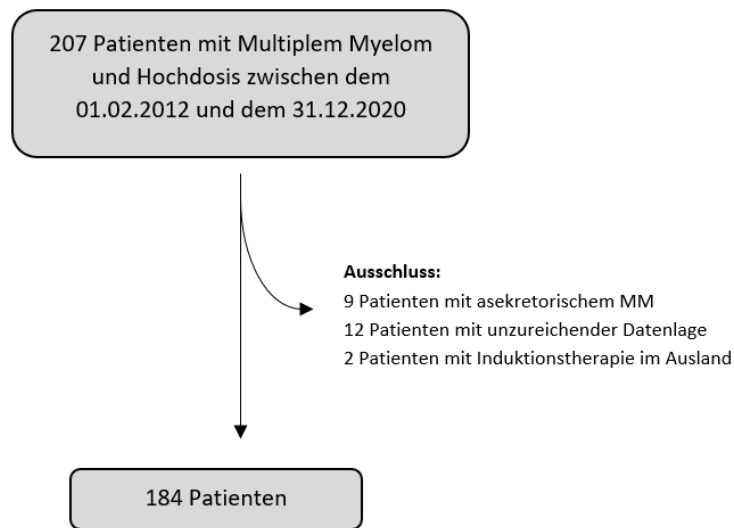 207 Patienten mit Multiplem Myelom
und Hochdosis zwischen dem
01.02.2012 und dem 31.12.2020
Ausschluss:
9 Patienten mit asekretorischem MM
12 Patienten mit unzureichender Datenlage
2 Patienten mit Induktionstherapie im Ausland
184 Patienten